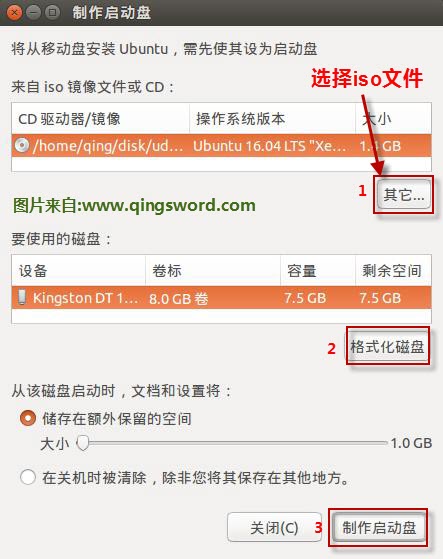 制作启动盘
将从移动盘安装 Ubuntu，需先使其设为启动盘
来自 iso 镜像文件或 CD：
选择iso文件
CD 驱动器/镜像 操作系统版本 大小
/home/qing/disk/ud... Ubuntu 16.04 LTS "Xe... GB
1 其它...
图片来自:www.qingsword.com
要使用的磁盘：
设备 卷标 容量 剩余空间
Kingston DT 1... 8.0 GB 卷 7.5 GB 7.5 GB
2 格式化磁盘
从该磁盘启动时，文档和设置将：
储存在额外保留的空间
大小 1.0 GB
在关机时被清除，除非您将其保存在其他地方。
关闭(C) 3 制作启动盘